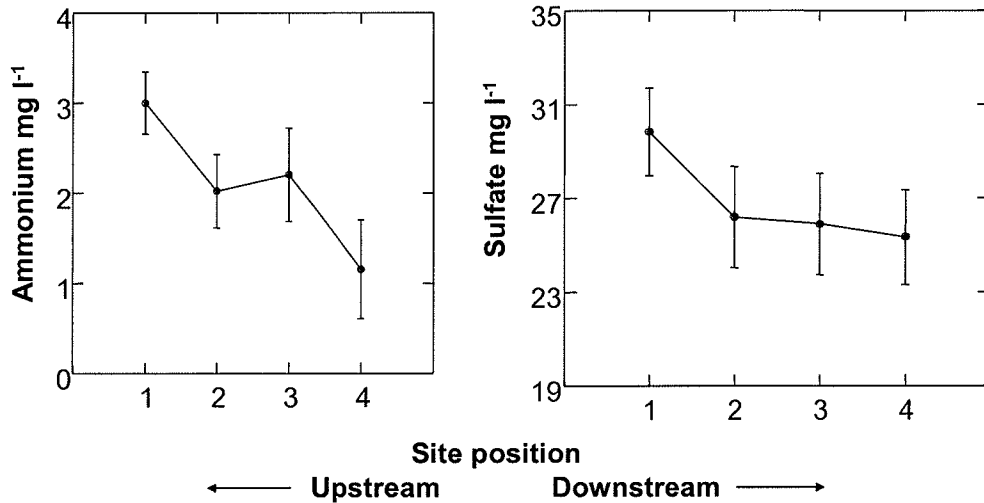 Ammonium mg l⁻¹
4
3
2
1
0
1 2 3 4
Sulfate mg l⁻¹
35
31
27
23
19
1 2 3 4
Site position
← Upstream Downstream →